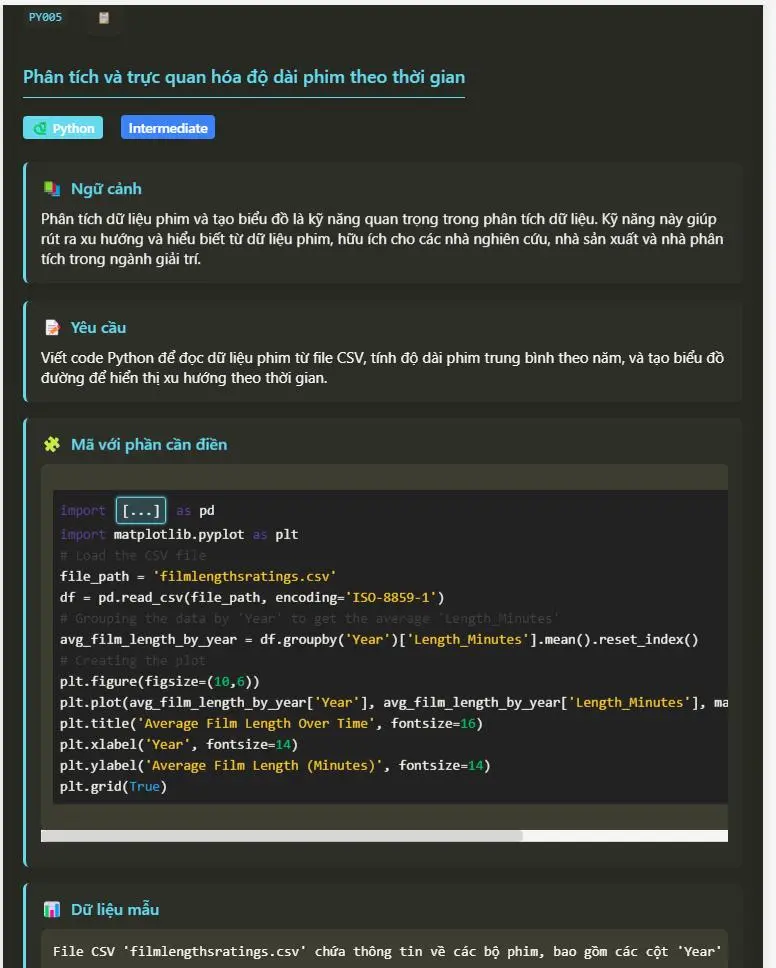 PY005
Phân tích và trực quan hóa độ dài phim theo thời gian
Python
Intermediate
Ngữ cảnh
Phân tích dữ liệu phim và tạo biểu đồ là kỹ năng quan trọng trong phân tích dữ liệu. Kỹ năng này giúp
rút ra xu hướng và hiểu biết từ dữ liệu phim, hữu ích cho các nhà nghiên cứu, nhà sản xuất và nhà phân
tích trong ngành giải trí.
Yêu cầu
Viết code Python để đọc dữ liệu phim từ file CSV, tính độ dài phim trung bình theo năm, và tạo biểu đồ
đường để hiển thị xu hướng theo thời gian.
Mã với phần cần điền
import [...] as pd
import matplotlib.pyplot as plt
# Load the CSV file
file_path = 'filmlengthsratings.csv'
df = pd.read_csv(file_path, encoding='ISO-8859-1')
# Grouping the data by 'Year' to get the average 'Length_Minutes'
avg_film_length_by_year = df.groupby('Year')['Length_Minutes'].mean().reset_index()
# Creating the plot
plt.figure(figsize=(10,6))
plt.plot(avg_film_length_by_year['Year'], avg_film_length_by_year['Length_Minutes'], ma
plt.title('Average Film Length Over Time', fontsize=16)
plt.xlabel('Year', fontsize=14)
plt.ylabel('Average Film Length (Minutes)', fontsize=14)
plt.grid(True)
Dữ liệu mẫu
File CSV 'filmlengthsratings.csv' chứa thông tin về các bộ phim, bao gồm các cột 'Year'